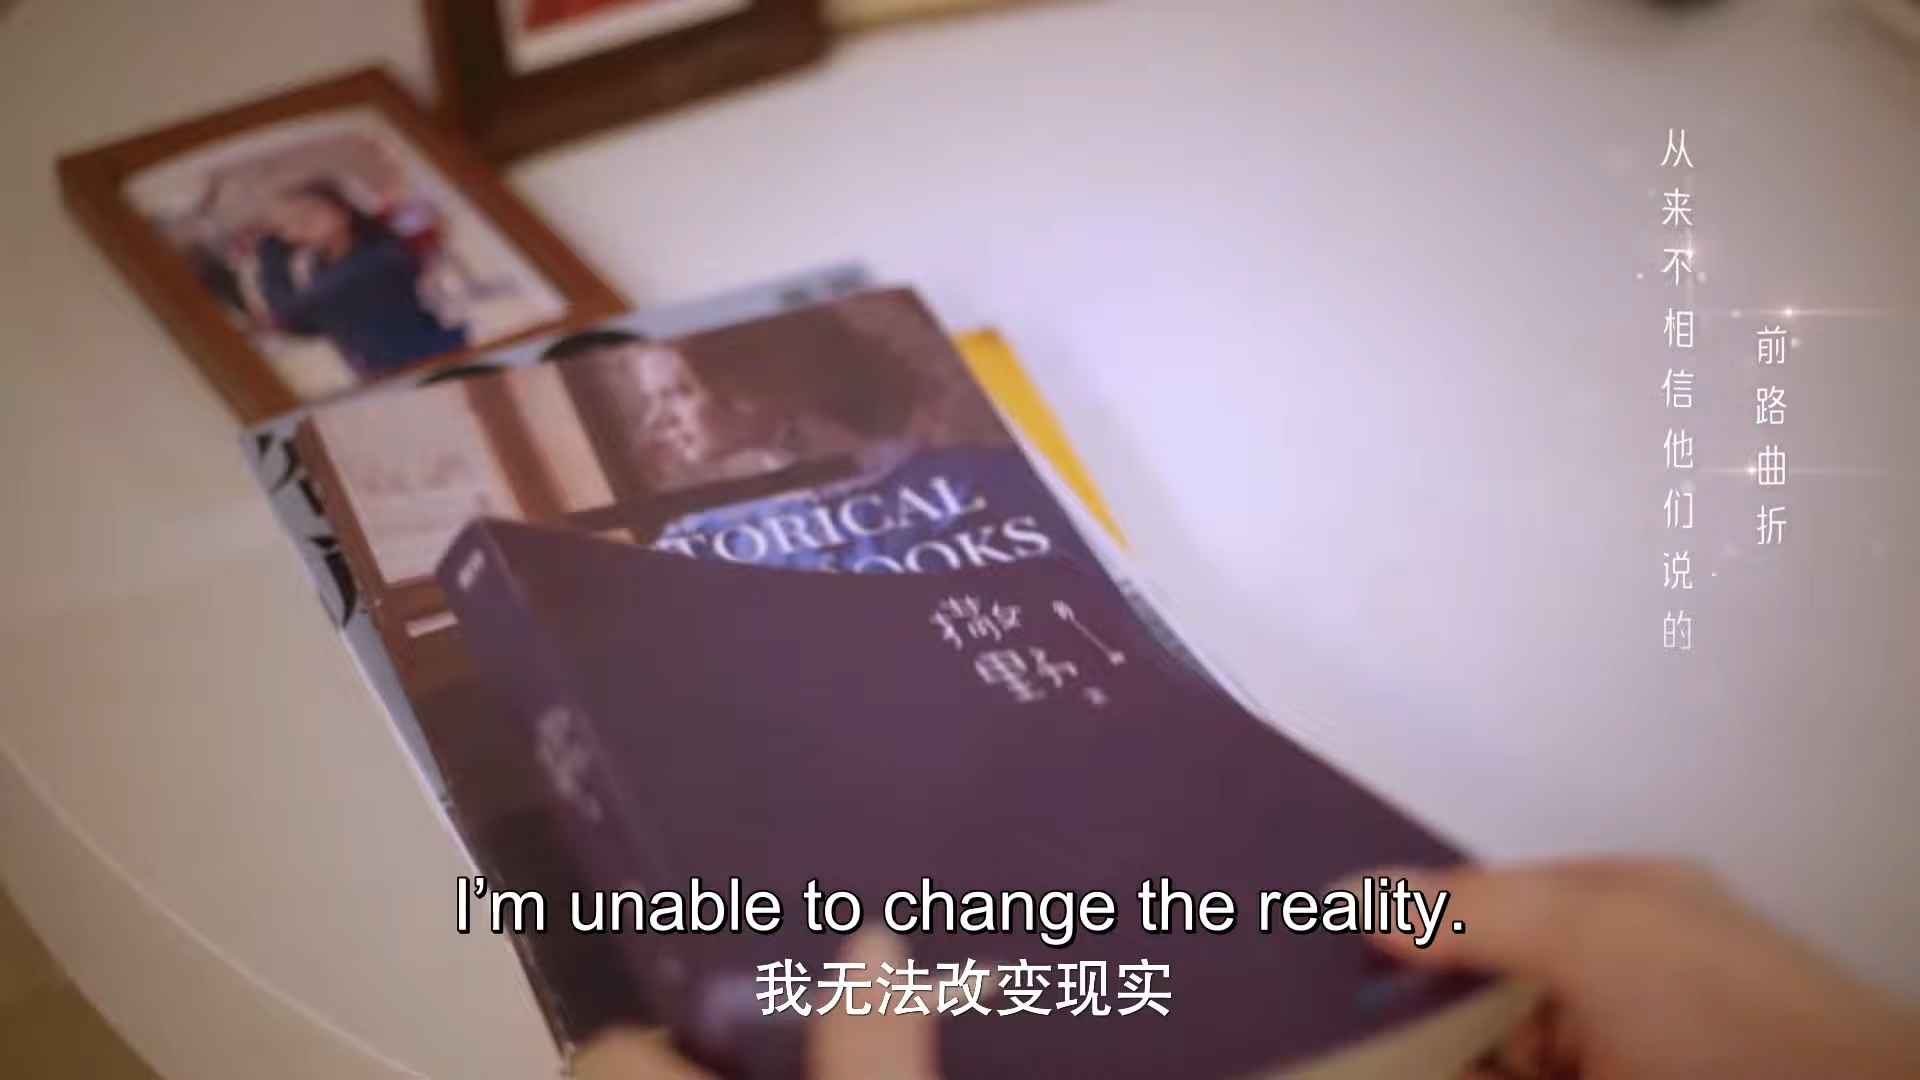 从来不相信他们说的
前路曲折
TORICAL
OOKS
撒野
I'm unable to change the reality.
我无法改变现实